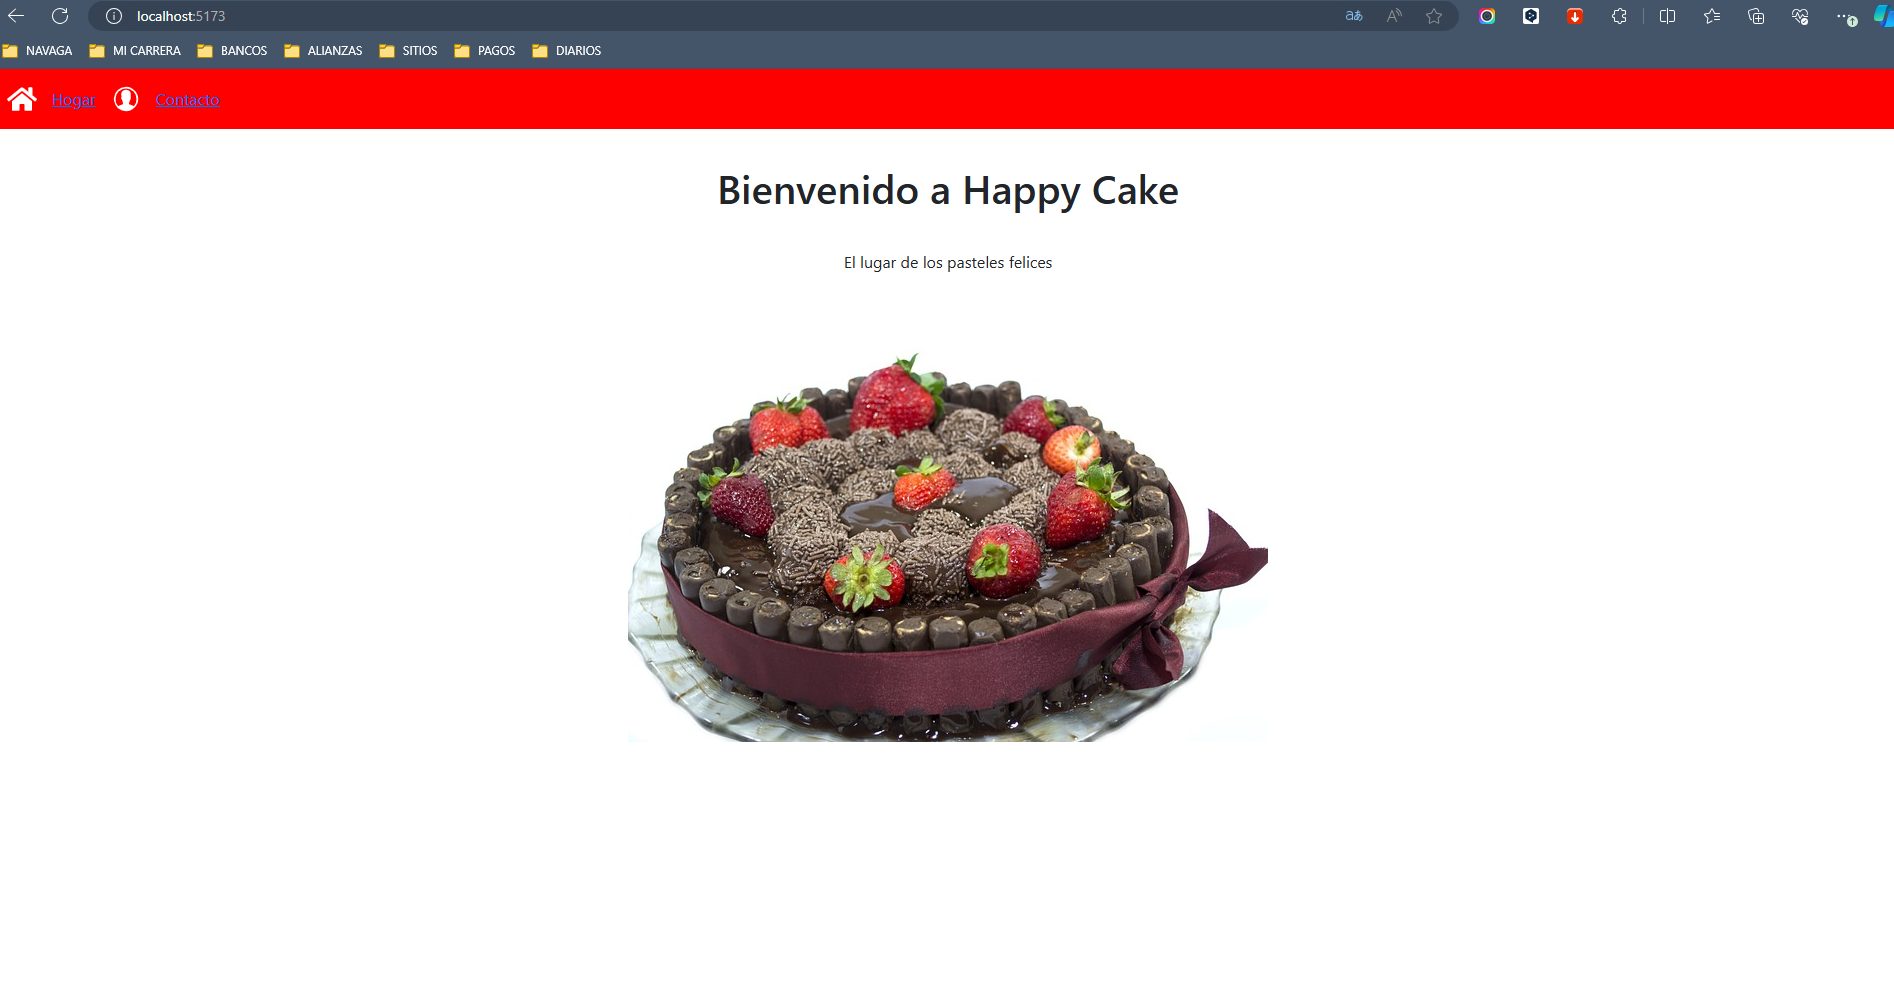 localhost:5173
NAVAGA MI CARRERA BANCOS ALIANZAS SITIOS PAGOS DIARIOS
Hogar Contacto
Bienvenido a Happy Cake
El lugar de los pasteles felices